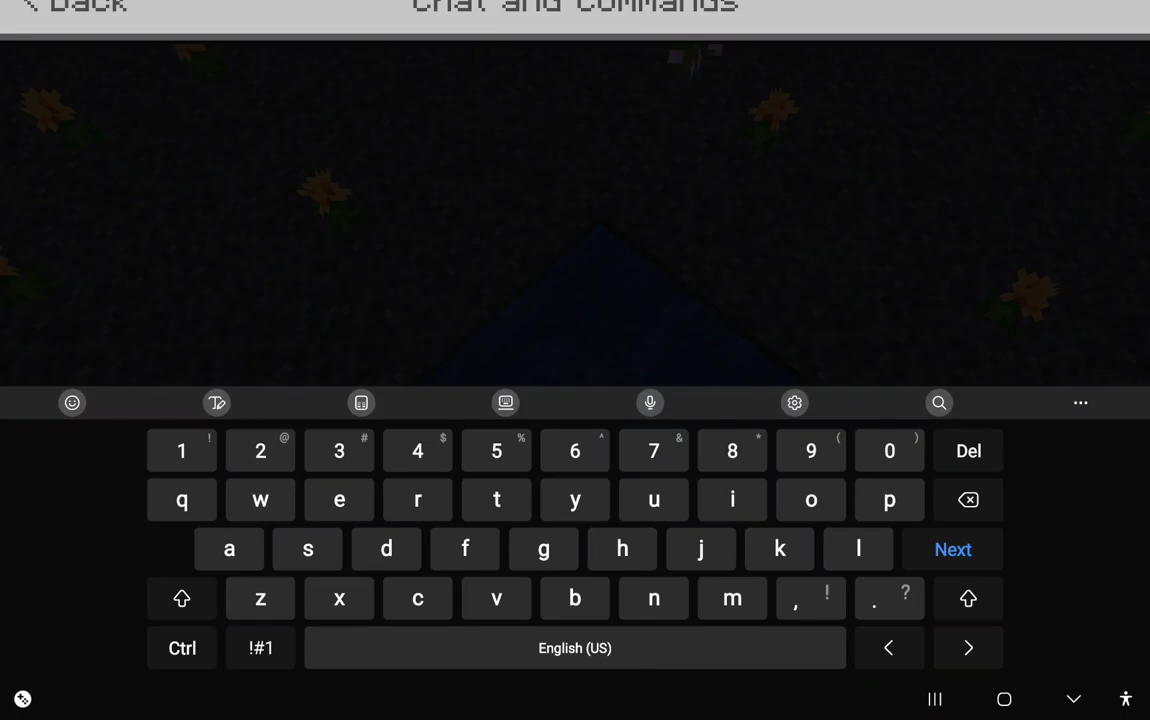 < Back Chat and Commands
1 ! 2 @ 3 # 4 $ 5 % 6 ^ 7 & 8 * 9 ( 0 ) Del
q w e r t y u i o p
a s d f g h j k l Next
z x c v b n m , ! . ?
Ctrl !#1 English (US) < >